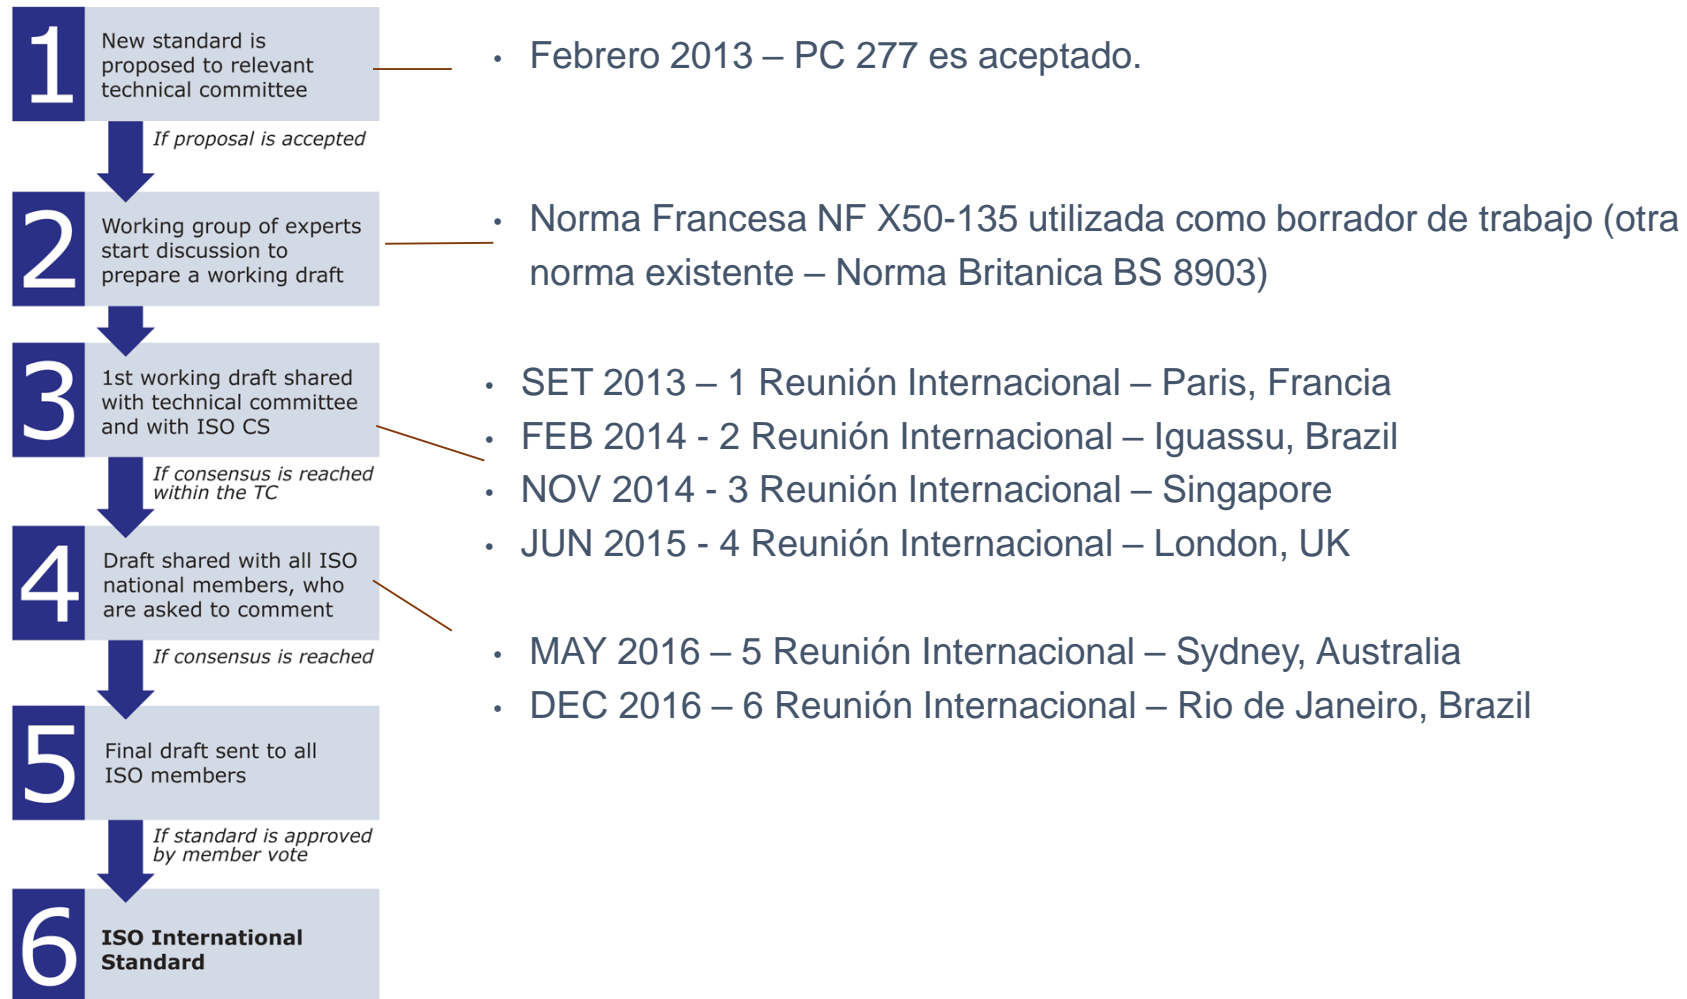 1
New standard is
proposed to relevant
technical committee
• Febrero 2013 – PC 277 es aceptado.
If proposal is accepted
2
Working group of experts
start discussion to
prepare a working draft
• Norma Francesa NF X50-135 utilizada como borrador de trabajo (otra
norma existente – Norma Britanica BS 8903)
3
1st working draft shared
with technical committee
and with ISO CS
• SET 2013 – 1 Reunión Internacional – Paris, Francia
• FEB 2014 - 2 Reunión Internacional – Iguassu, Brazil
• NOV 2014 - 3 Reunión Internacional – Singapore
• JUN 2015 - 4 Reunión Internacional – London, UK
If consensus is reached
within the TC
4
Draft shared with all ISO
national members, who
are asked to comment
• MAY 2016 – 5 Reunión Internacional – Sydney, Australia
• DEC 2016 – 6 Reunión Internacional – Rio de Janeiro, Brazil
If consensus is reached
5
Final draft sent to all
ISO members
If standard is approved
by member vote
6
ISO International
Standard